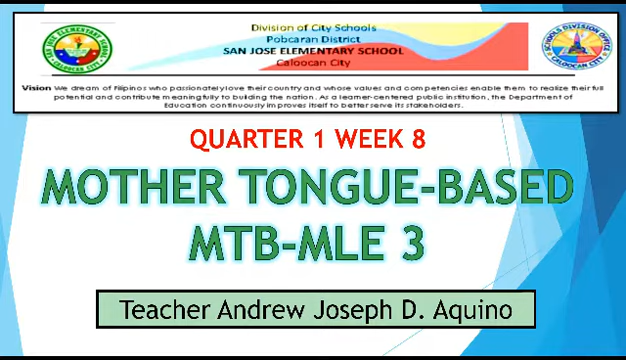 Division of City Schools
Pobcaran District
SAN JOSE ELEMENTARY SCHOOL
Caloocan City
Vision We dream of Filipinos who passionately love their country and whose values and competencies enable them to realize their full
potential and contribute meaningfully to building the nation. As a learner-centered public institution, the Department of
Education continuously improves itself to better serve its stakeholders.
QUARTER 1 WEEK 8
MOTHER TONGUE-BASED
MTB-MLE 3
Teacher Andrew Joseph D. Aquino